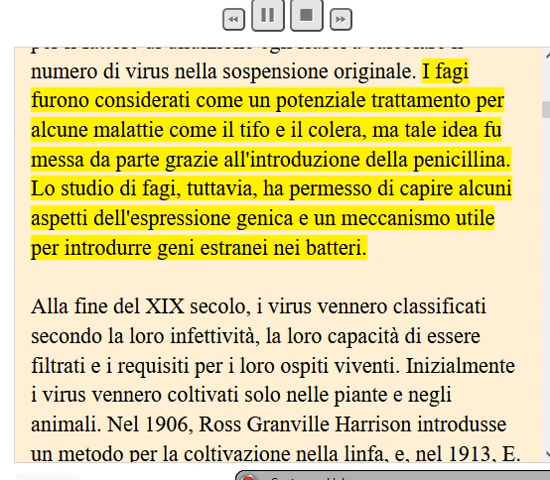 numero di virus nella sospensione originale. I fagi
furono considerati come un potenziale trattamento per
alcune malattie come il tifo e il colera, ma tale idea fu
messa da parte grazie all'introduzione della penicillina.
Lo studio di fagi, tuttavia, ha permesso di capire alcuni
aspetti dell'espressione genica e un meccanismo utile
per introdurre geni estranei nei batteri.
Alla fine del XIX secolo, i virus vennero classificati
secondo la loro infettività, la loro capacità di essere
filtrati e i requisiti per i loro ospiti viventi. Inizialmente
i virus vennero coltivati solo nelle piante e negli
animali. Nel 1906, Ross Granville Harrison introdusse
un metodo per la coltivazione nella linfa, e, nel 1913, E.